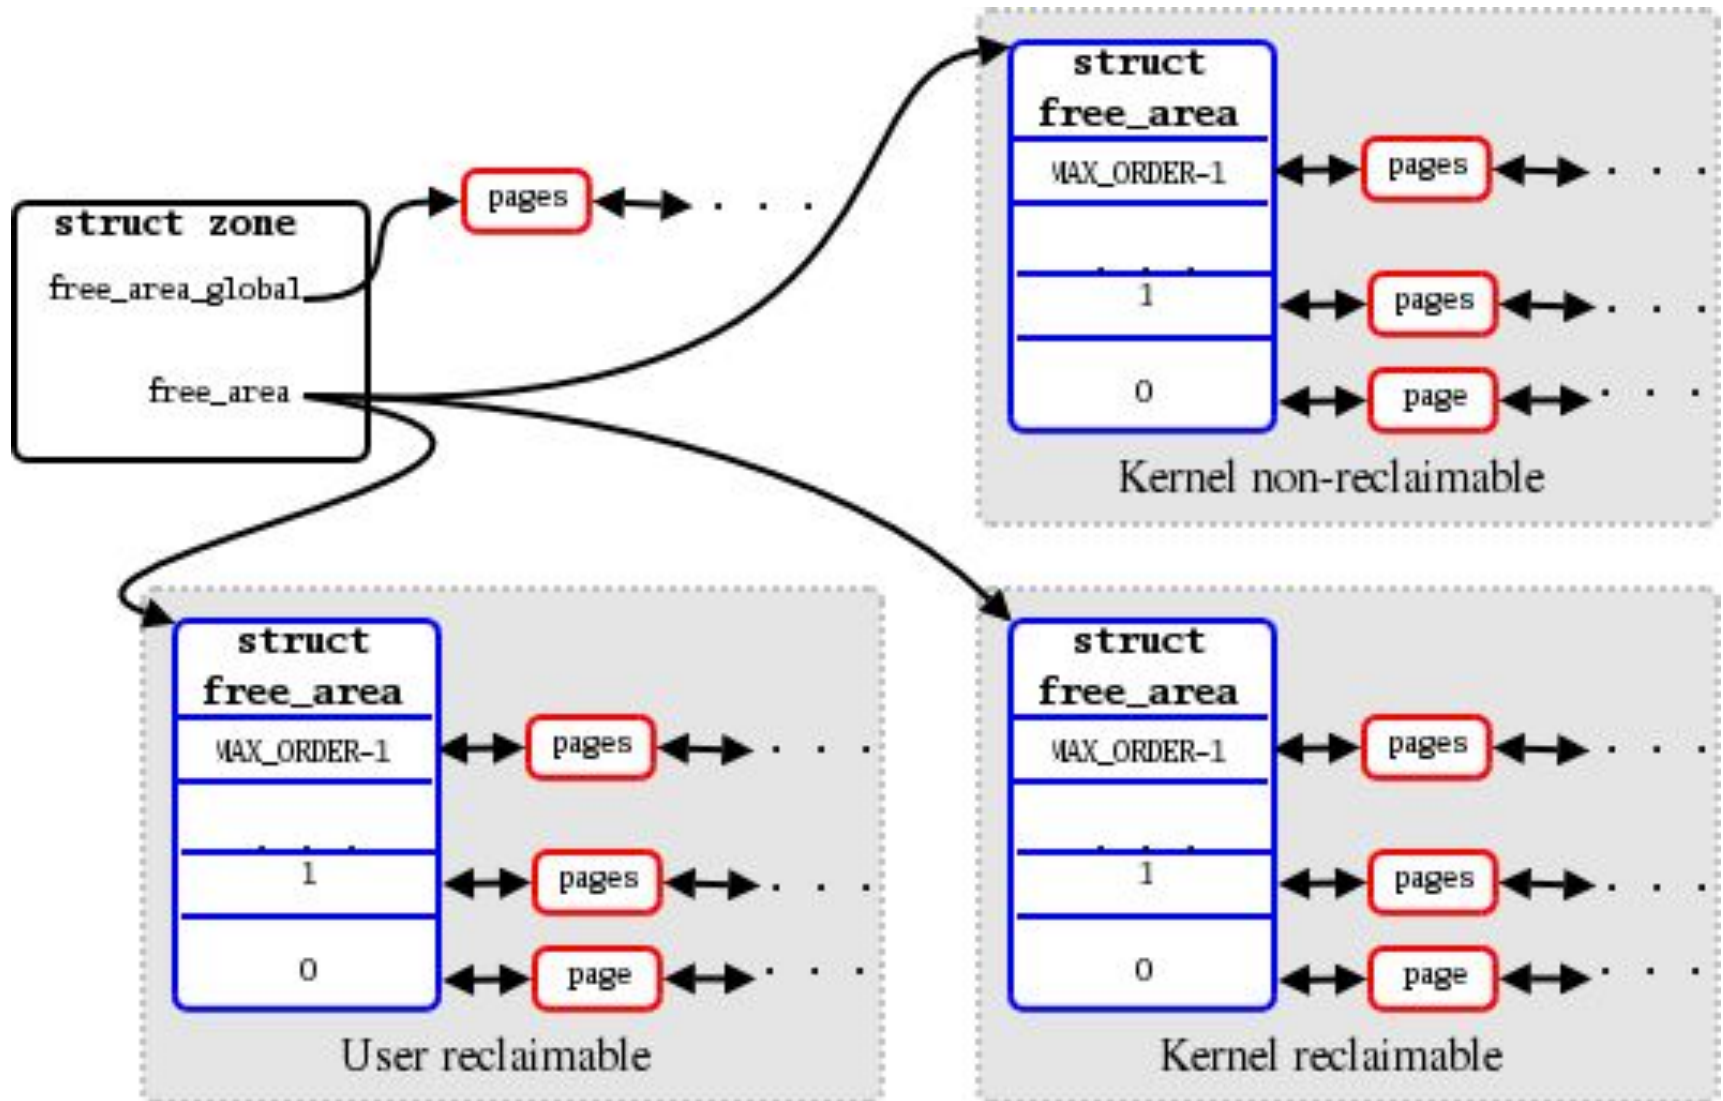 struct zone
free_area_global
free_area
pages
. . .
struct
free_area
MAX_ORDER-1
. . .
1
0
pages
. . .
pages
. . .
page
. . .
Kernel non-reclaimable
struct
free_area
MAX_ORDER-1
. . .
1
0
pages
. . .
pages
. . .
page
. . .
User reclaimable
struct
free_area
MAX_ORDER-1
. . .
1
0
pages
. . .
pages
. . .
page
. . .
Kernel reclaimable